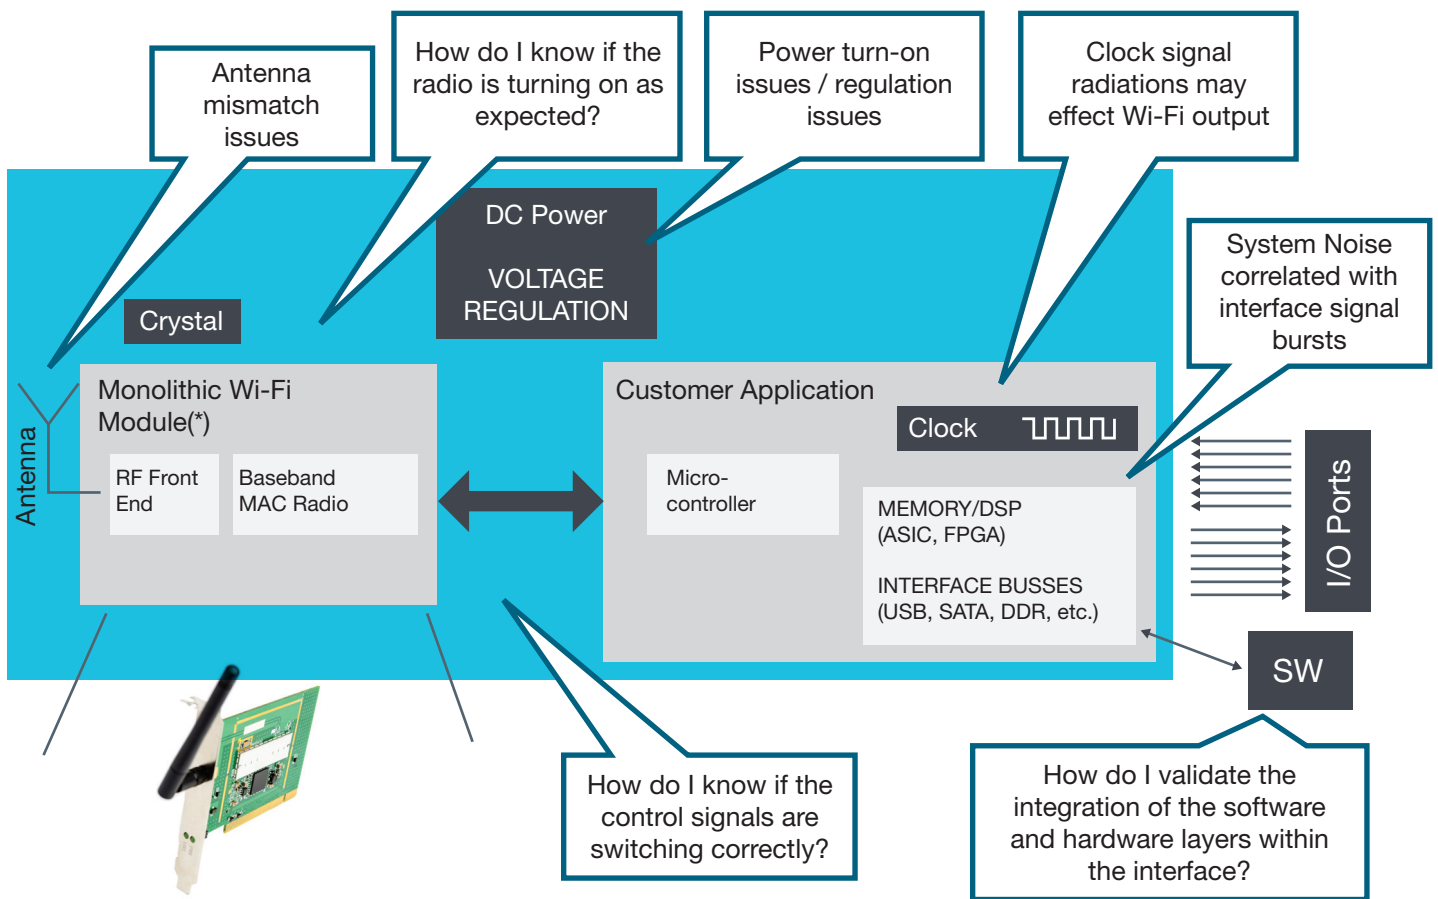 Antenna
mismatch
issues
How do I know if the
radio is turning on as
expected?
Power turn-on
issues / regulation
issues
Clock signal
radiations may
effect Wi-Fi output
DC Power
VOLTAGE
REGULATION
System Noise
correlated with
interface signal
bursts
Crystal
Monolithic Wi-Fi
Module(*)
Customer Application
Clock
Antenna
RF Front
End
Baseband
MAC Radio
Micro-
controller
MEMORY/DSP
(ASIC, FPGA)
INTERFACE BUSSES
(USB, SATA, DDR, etc.)
I/O Ports
SW
How do I know if the
control signals are
switching correctly?
How do I validate the
integration of the software
and hardware layers within
the interface?